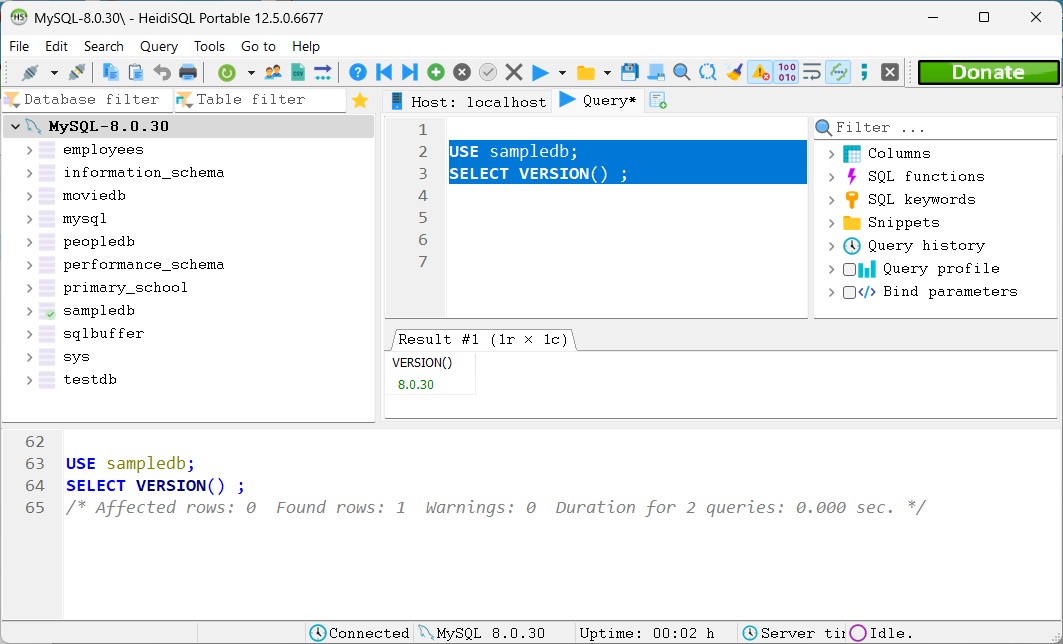 MySQL-8.0.30\ - HeidiSQL Portable 12.5.0.6677
File Edit Search Query Tools Go to Help
Donate
Database filter Table filter
Host: localhost Query*
MySQL-8.0.30
employees
information_schema
moviedb
mysql
peopledb
performance_schema
primary_school
sampledb
sqlbuffer
sys
testdb
1
2 USE sampledb;
3 SELECT VERSION() ;
4
5
6
7
Filter ...
Columns
SQL functions
SQL keywords
Snippets
Query history
Query profile
Bind parameters
Result #1 (1r × 1c)
VERSION()
8.0.30
62
63 USE sampledb;
64 SELECT VERSION() ;
65 /* Affected rows: 0 Found rows: 1 Warnings: 0 Duration for 2 queries: 0.000 sec. */
Connected MySQL 8.0.30 Uptime: 00:02 h Server tir Idle.